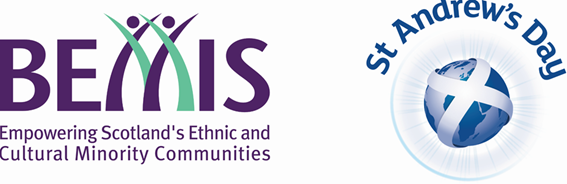 BEMIS
Empowering Scotland's Ethnic and
Cultural Minority Communities
St Andrew's Day